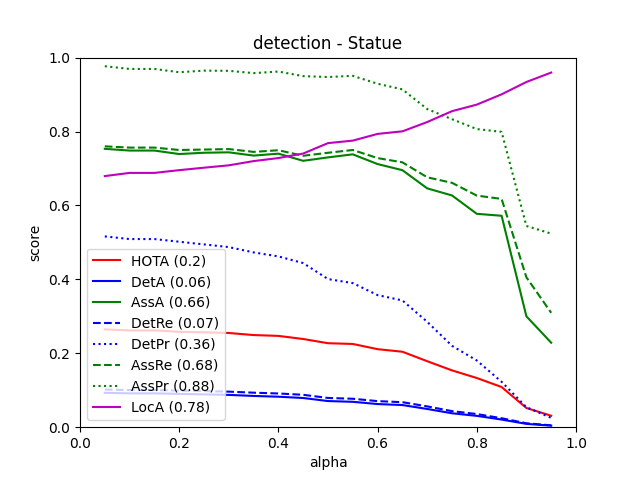 detection - Statue
1.0
0.8
0.6
0.4
0.2
0.0
score
HOTA (0.2)
DetA (0.06)
AssA (0.66)
DetRe (0.07)
DetPr (0.36)
AssRe (0.68)
AssPr (0.88)
LocA (0.78)
0.0 0.2 0.4 0.6 0.8 1.0
alpha